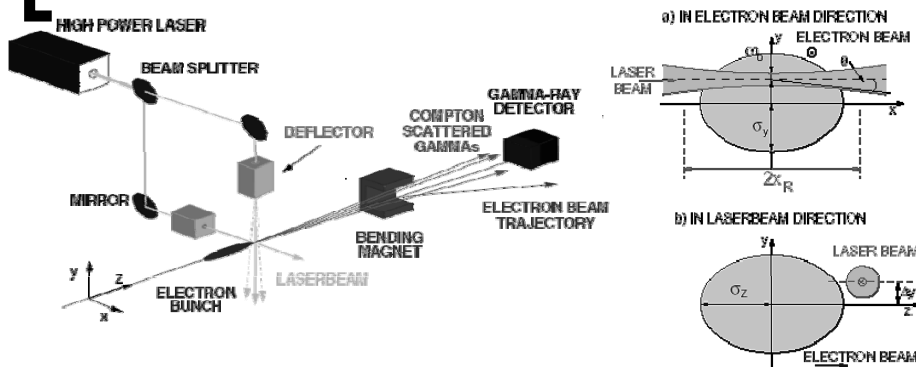 HIGH POWER LASER
BEAM SPLITTER
DEFLECTOR
COMPTON
SCATTERED
GAMMAs
GAMMA-RAY
DETECTOR
MIRROR
BENDING
MAGNET
ELECTRON BEAM
TRAJECTORY
LASERBEAM
ELECTRON
BUNCH
y
z
x
a) IN ELECTRON BEAM DIRECTION
y
ELECTRON BEAM
ω₀
θ
LASER
BEAM
x
σy
2xR
b) IN LASERBEAM DIRECTION
y
LASER BEAM
σz
Δy
z
ELECTRON BEAM